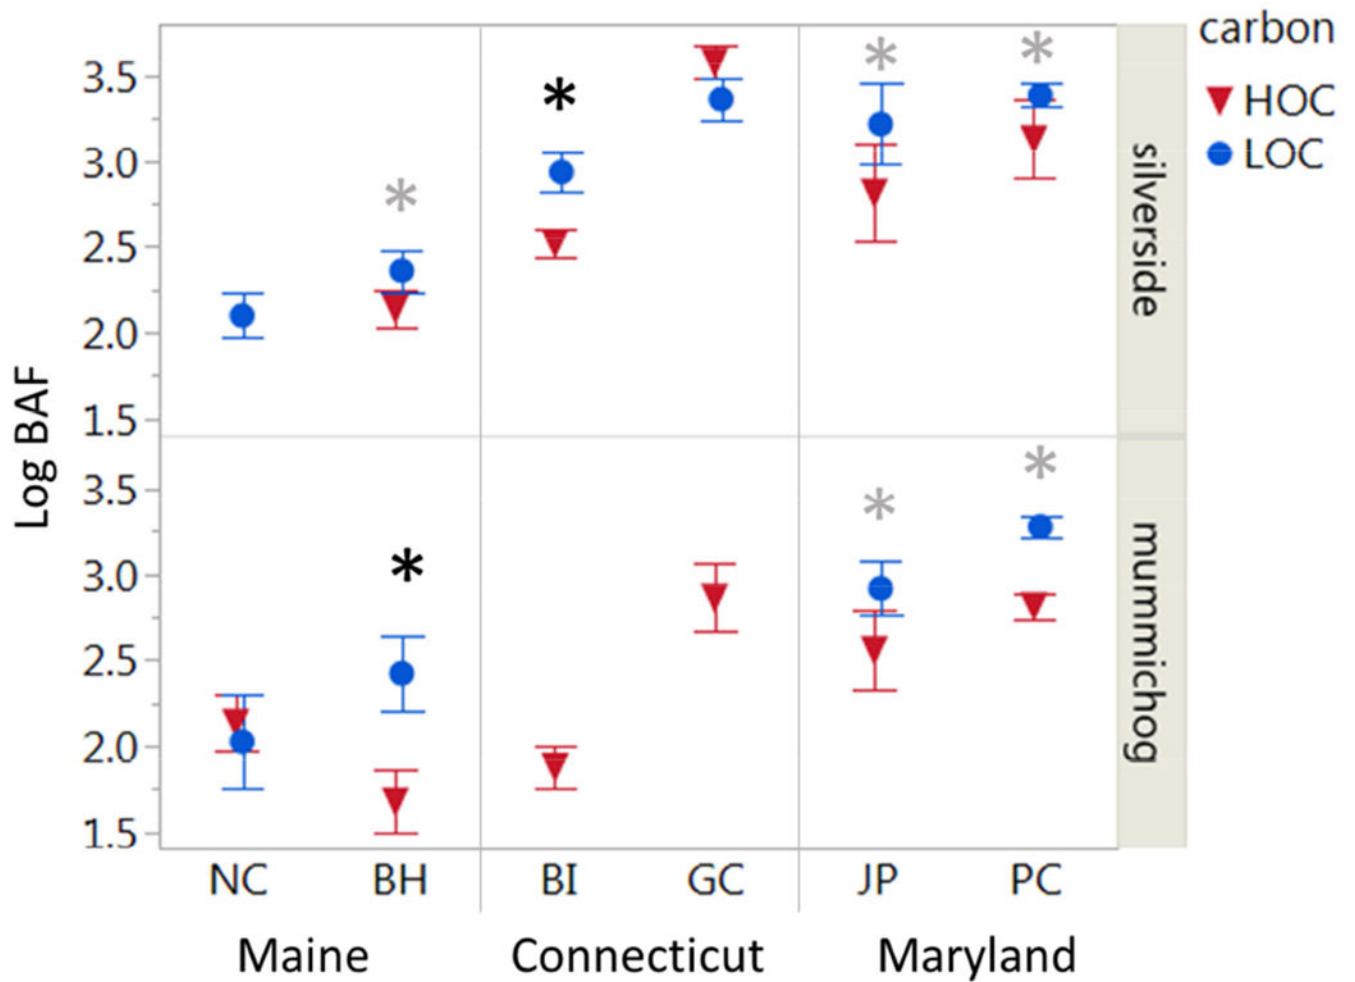 carbon
HOC
LOC
Log BAF
3.5
3.0
2.5
2.0
1.5
*
*
*
*
silverside
3.5
3.0
2.5
2.0
1.5
*
*
*
mummichog
NC BH BI GC JP PC
Maine Connecticut Maryland